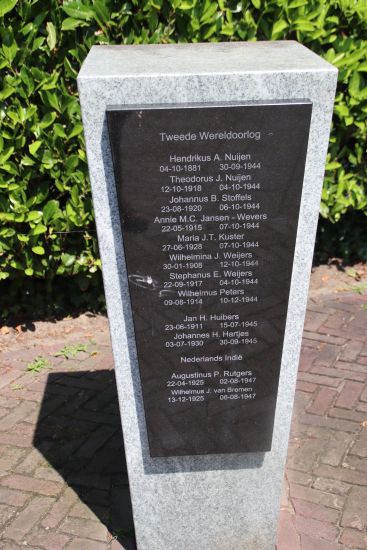 Tweede Wereldoorlog
Hendrikus A. Nuijen
04-10-1881 30-09-1944
Theodorus J. Nuijen
12-10-1918 04-10-1944
Johannus B. Stoffels
23-08-1920 06-10-1944
Annie M.C. Jansen - Wevers
22-05-1915 07-10-1944
Maria J.T. Kuster
27-06-1928 07-10-1944
Wilhelmina J. Weijers
30-01-1908 12-10-1944
Stephanus E. Weijers
22-09-1917 04-10-1944
Wilhelmus Peters
09-08-1914 10-12-1944
Jan H. Huibers
23-06-1911 15-07-1945
Johannes H. Hartjes
03-07-1930 30-09-1945
Nederlands Indië
Augustinus P. Rutgers
22-04-1925 02-08-1947
Wilhelmus J. van Bremen
13-12-1925 06-08-1947